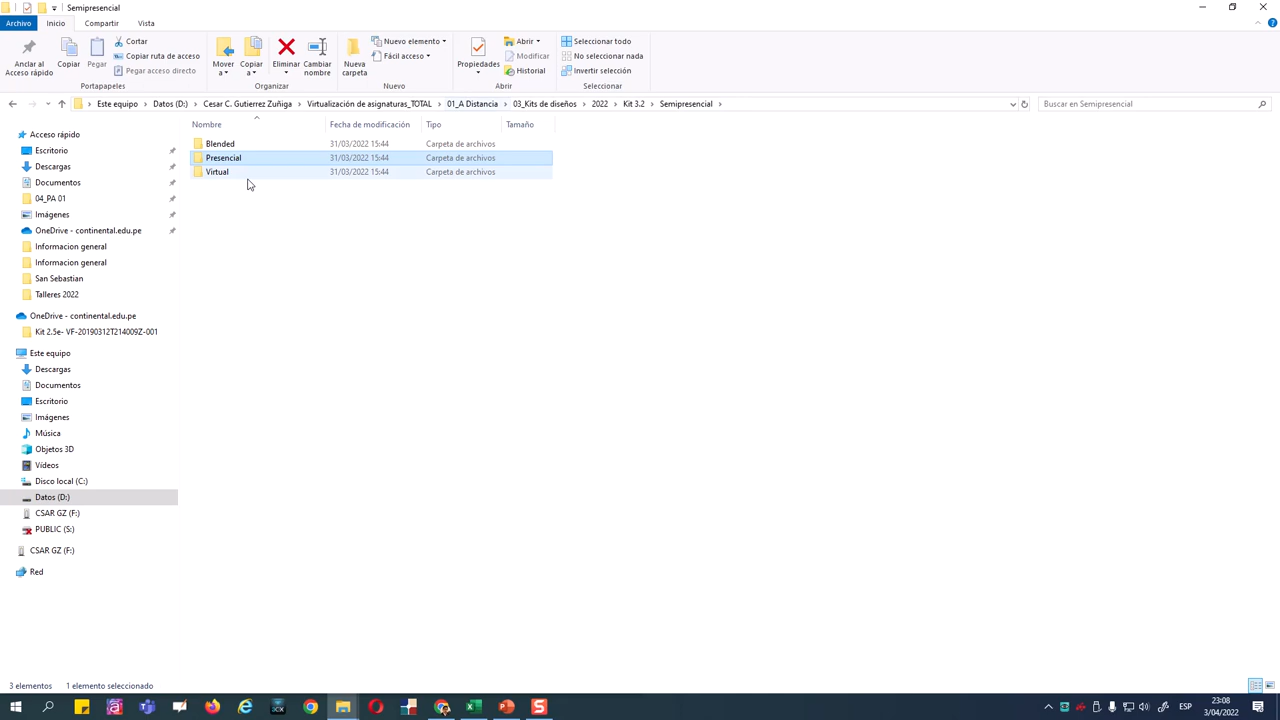 Semipresencial
Archivo Inicio Compartir Vista
Anclar al Acceso rápido
Copiar
Pegar
Cortar
Copiar ruta de acceso
Pegar acceso directo
Portapapeles
Mover a
Copiar a
Eliminar
Cambiar nombre
Organizar
Nueva carpeta
Nuevo elemento
Fácil acceso
Nuevo
Propiedades
Abrir
Modificar
Historial
Abrir
Seleccionar todo
No seleccionar nada
Invertir selección
Seleccionar
Este equipo › Datos (D:) › Cesar C. Gutierrez Zuñiga › Virtualización de asignaturas_TOTAL › 01_A Distancia › 03_Kits de diseños › 2022 › Kit 3.2 › Semipresencial ›
Buscar en Semipresencial
Nombre Fecha de modificación Tipo Tamaño
Blended 31/03/2022 15:44 Carpeta de archivos
Presencial 31/03/2022 15:44 Carpeta de archivos
Virtual 31/03/2022 15:44 Carpeta de archivos
Acceso rápido
Escritorio
Descargas
Documentos
04_PA 01
Imágenes
OneDrive - continental.edu.pe
Informacion general
Informacion general
San Sebastian
Talleres 2022
OneDrive - continental.edu.pe
Kit 2.5e- VF-20190312T214009Z-001
Este equipo
Descargas
Documentos
Escritorio
Imágenes
Música
Objetos 3D
Vídeos
Disco local (C:)
Datos (D:)
CSAR GZ (F:)
PUBLIC (S:)
CSAR GZ (F:)
Red
3 elementos 1 elemento seleccionado
ESP
23:08
3/04/2022